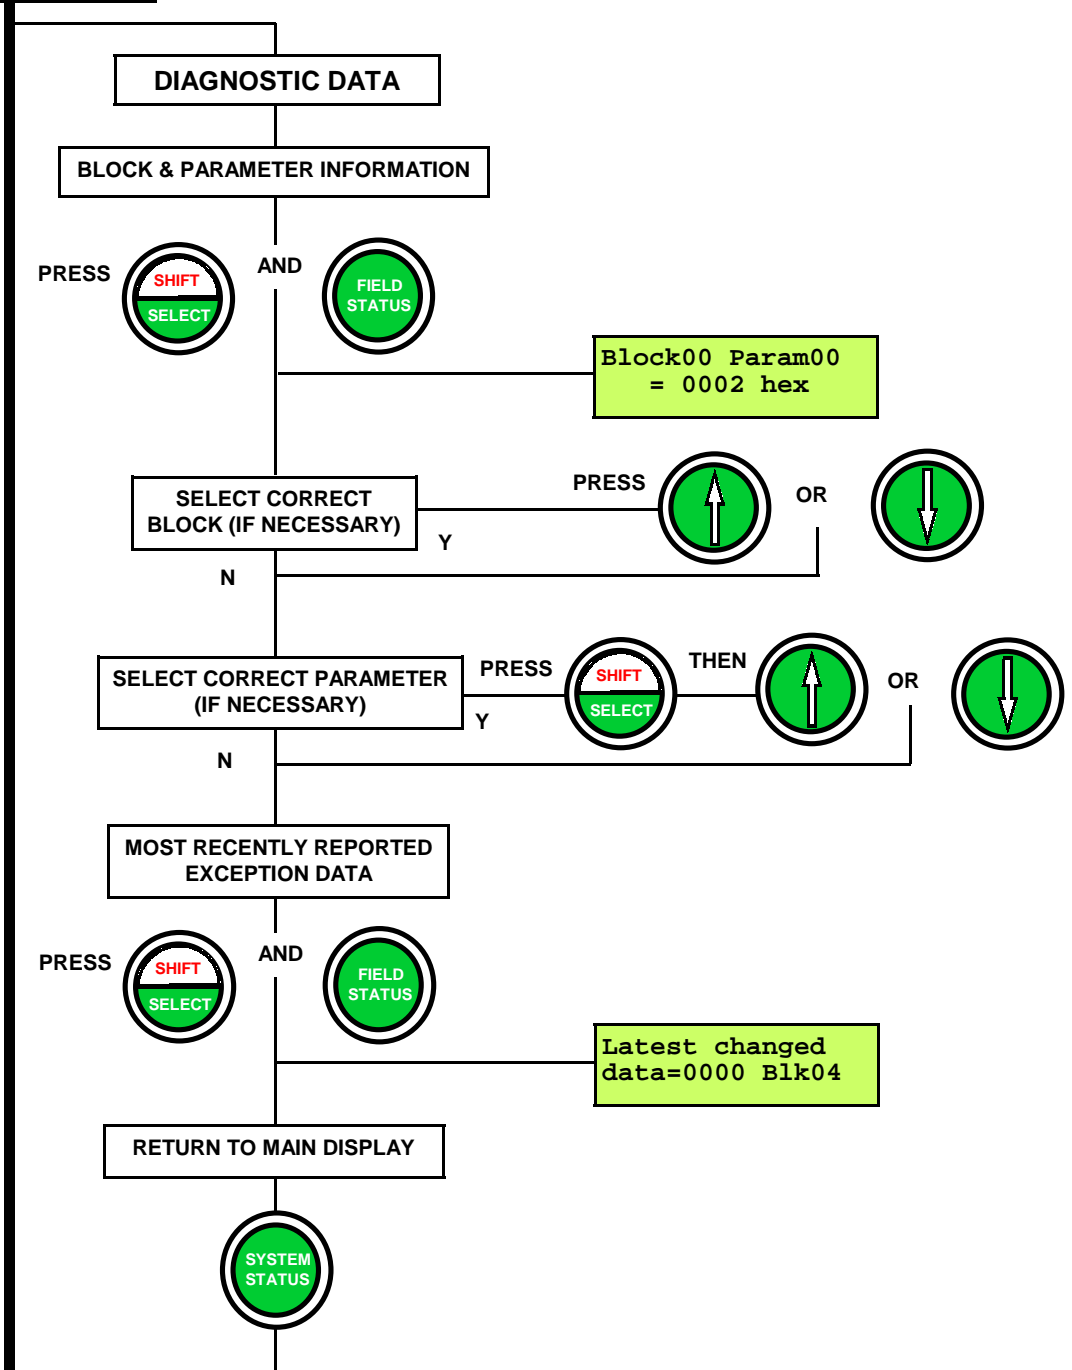 DIAGNOSTIC DATA
BLOCK & PARAMETER INFORMATION
PRESS
SHIFT
SELECT
AND
FIELD
STATUS
Block00 Param00
= 0002 hex
SELECT CORRECT
BLOCK (IF NECESSARY)
PRESS
OR
Y
N
SELECT CORRECT PARAMETER
(IF NECESSARY)
PRESS
SHIFT
SELECT
THEN
OR
Y
N
MOST RECENTLY REPORTED
EXCEPTION DATA
PRESS
SHIFT
SELECT
AND
FIELD
STATUS
Latest changed
data=0000 Blk04
RETURN TO MAIN DISPLAY
SYSTEM
STATUS